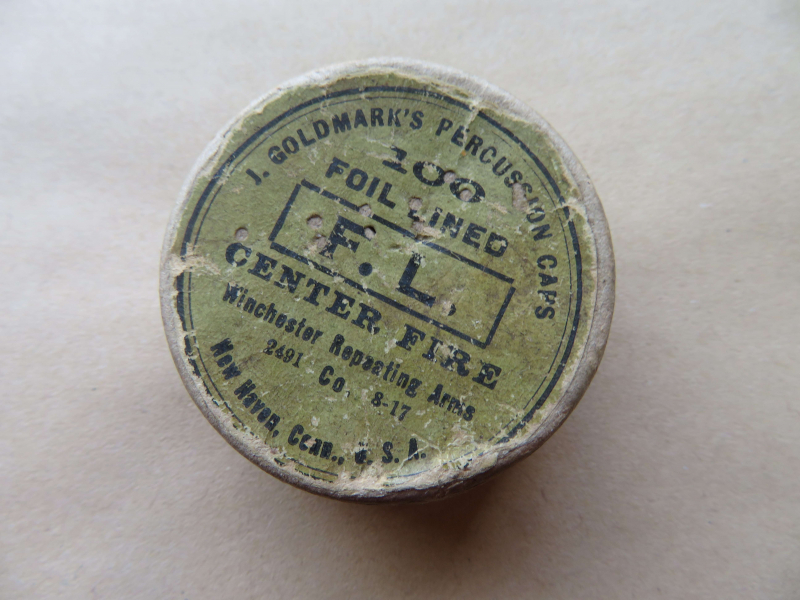 J. GOLDMARK'S PERCUSSION CAPS
100
FOIL LINED
F. L.
CENTER FIRE
Winchester Repeating Arms
2491 Co. 8-17
New Haven, Conn., U. S. A.